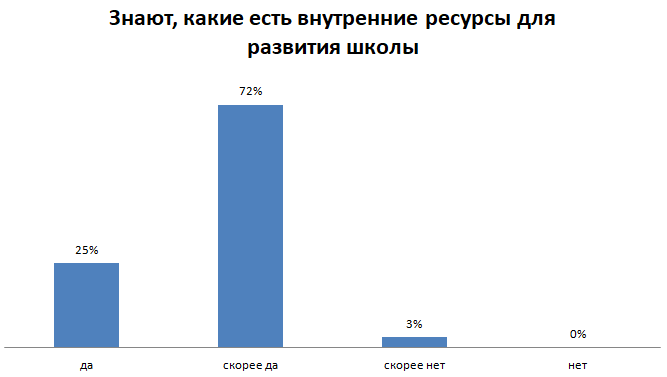 Знают, какие есть внутренние ресурсы для
развития школы
72%
25%
3%
0%
да
скорее да
скорее нет
нет